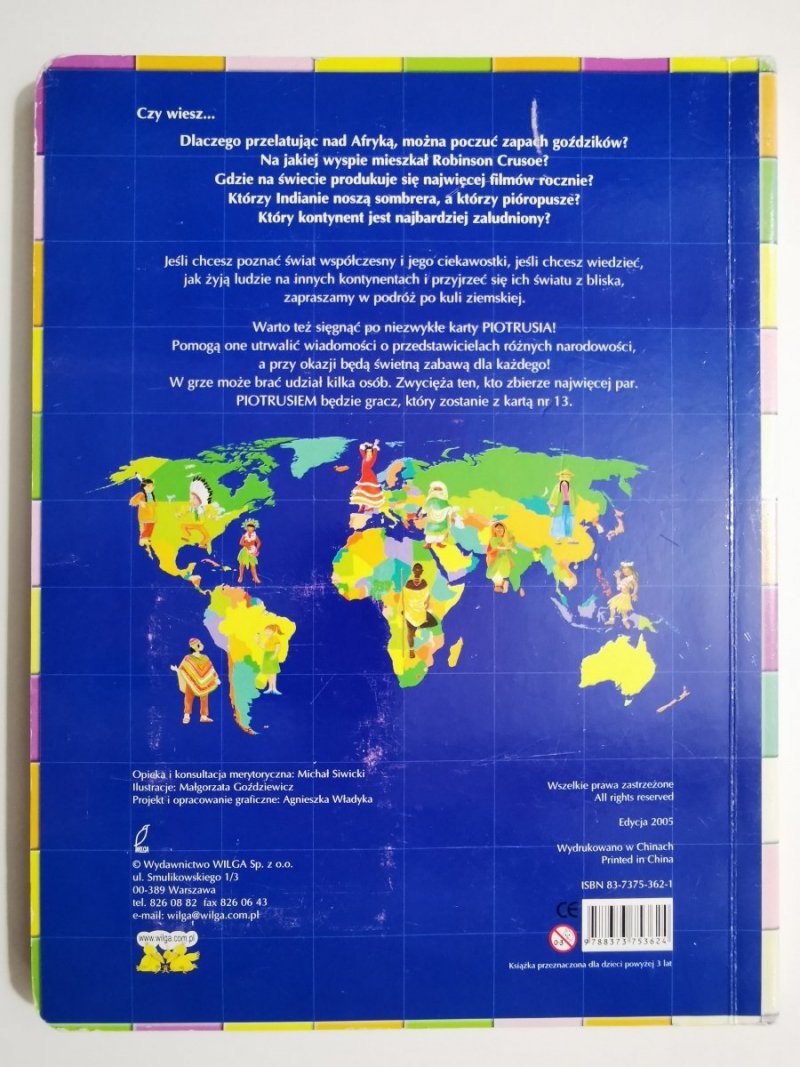 Czy wiesz...
Dlaczego przelatując nad Afryką, można poczuć zapach goździków?
Na jakiej wyspie mieszkał Robinson Crusoe?
Gdzie na świecie produkuje się najwięcej filmów rocznie?
Którzy Indianie noszą sombrera, a którzy pióropusze?
Który kontynent jest najbardziej zaludniony?
Jeśli chcesz poznać świat współczesny i jego ciekawostki, jeśli chcesz wiedzieć,
jak żyją ludzie na innych kontynentach i przyjrzeć się ich światu z bliska,
zapraszamy w podróż po kuli ziemskiej.
Warto też sięgnąć po niezwykłe karty PIOTRUSIA!
Pomogą one utrwalić wiadomości o przedstawicielach różnych narodowości,
a przy okazji będą świetną zabawą dla każdego!
W grze może brać udział kilka osób. Zwycięża ten, kto zbierze najwięcej par.
PIOTRUSIEM będzie gracz, który zostanie z kartą nr 13.
Opieka i konsultacja merytoryczna: Michał Siwicki
Ilustracje: Małgorzata Goździewicz
Projekt i opracowanie graficzne: Agnieszka Władyka
WILGA
© Wydawnictwo WILGA Sp. z o.o.
ul. Smulikowskiego 1/3
00-389 Warszawa
tel. 826 08 82 fax 826 06 43
e-mail: wilga@wilga.com.pl
www.wilga.com.pl
Wszelkie prawa zastrzeżone
All rights reserved
Edycja 2005
Wydrukowano w Chinach
Printed in China
ISBN 83-7375-362-1
CE
0-3
9 788373 753624
Książka przeznaczona dla dzieci powyżej 3 lat